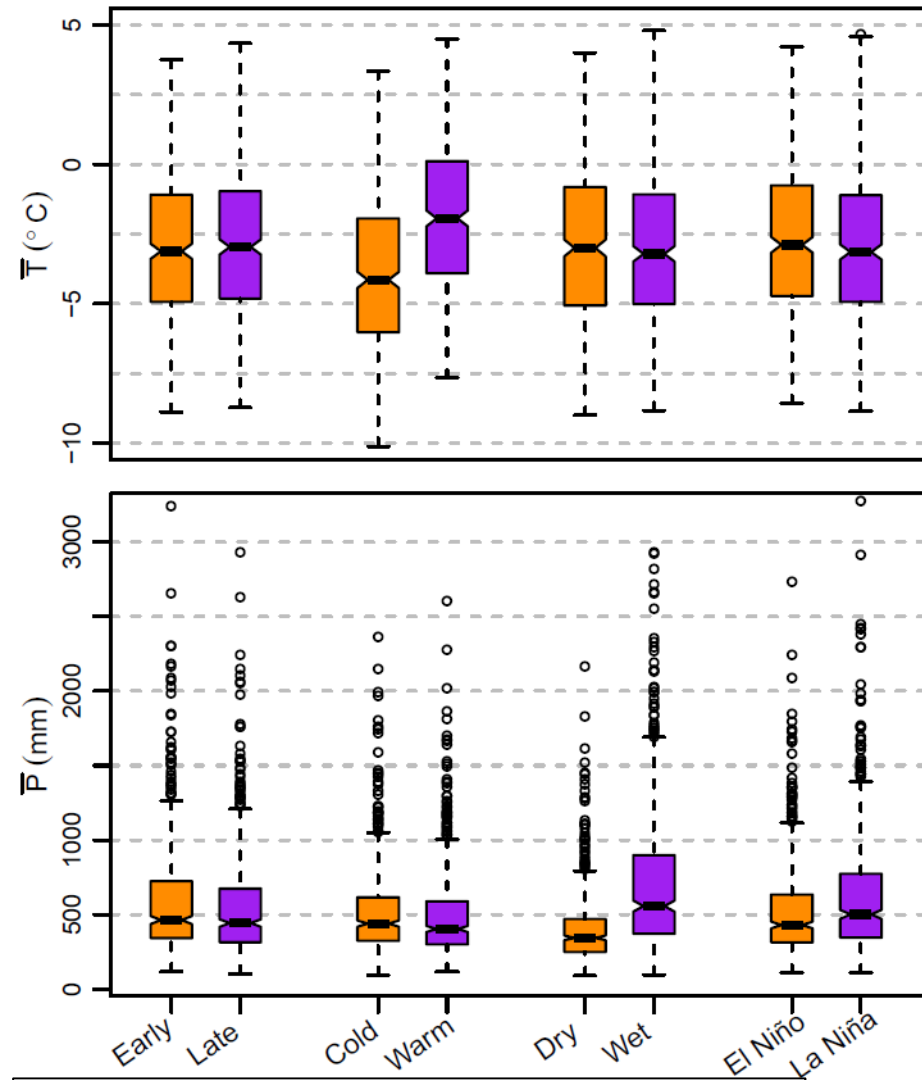 T̅ (° C)
5
0
−5
−10
P̅ (mm)
3000
2000
1000
500
0
Early
Late
Cold
Warm
Dry
Wet
El Niño
La Niña